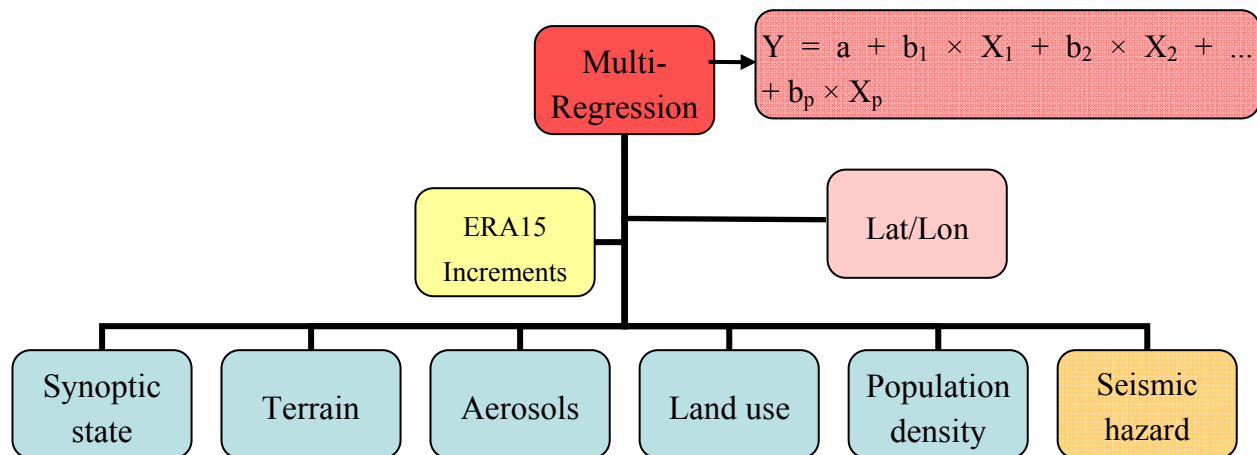 Multi-
Regression
Y = a + b₁ × X₁ + b₂ × X₂ + ...
+ bₚ × Xₚ
ERA15
Increments
Lat/Lon
Synoptic
state
Terrain
Aerosols
Land use
Population
density
Seismic
hazard